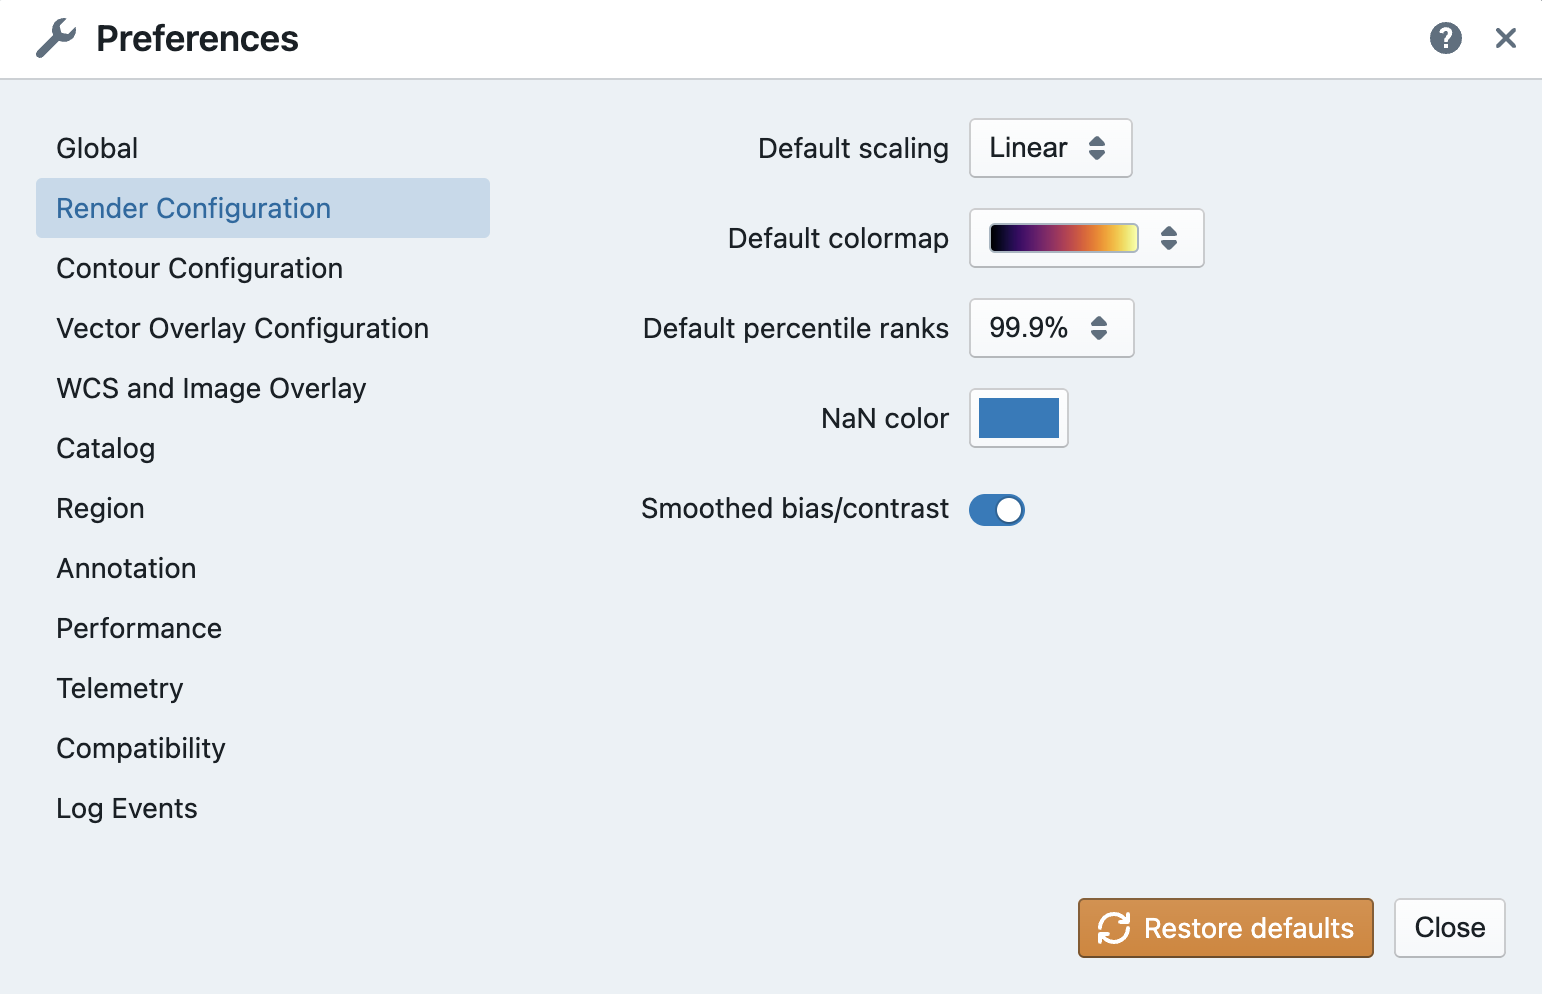 Preferences
Global
Render Configuration
Contour Configuration
Vector Overlay Configuration
WCS and Image Overlay
Catalog
Region
Annotation
Performance
Telemetry
Compatibility
Log Events
Default scaling Linear
Default colormap
Default percentile ranks 99.9%
NaN color
Smoothed bias/contrast
Restore defaults Close